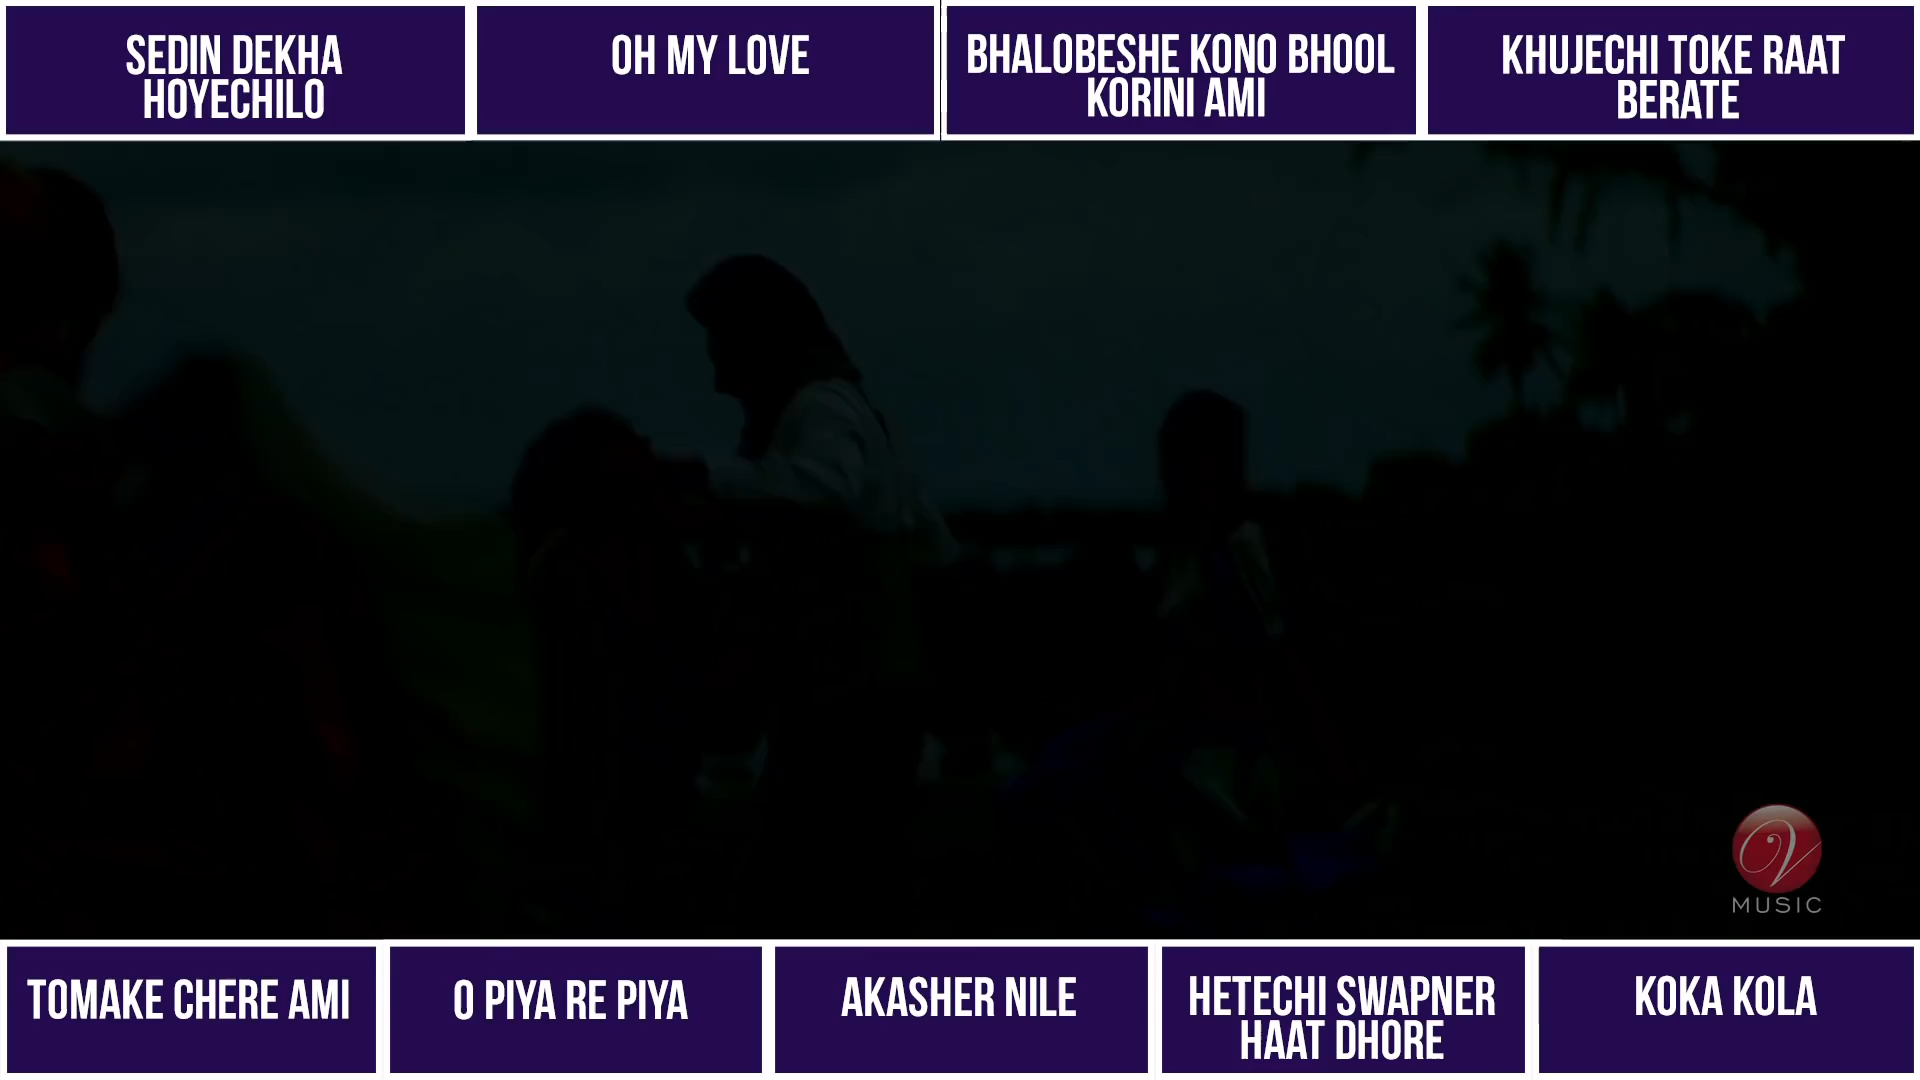 SEDIN DEKHA
HOYECHILO
OH MY LOVE
BHALOBESHE KONO BHOOL
KORINI AMI
KHUJECHI TOKE RAAT
BERATE
MUSIC
TOMAKE CHERE AMI
O PIYA RE PIYA
AKASHER NILE
HETECHI SWAPNER
HAAT DHORE
KOKA KOLA